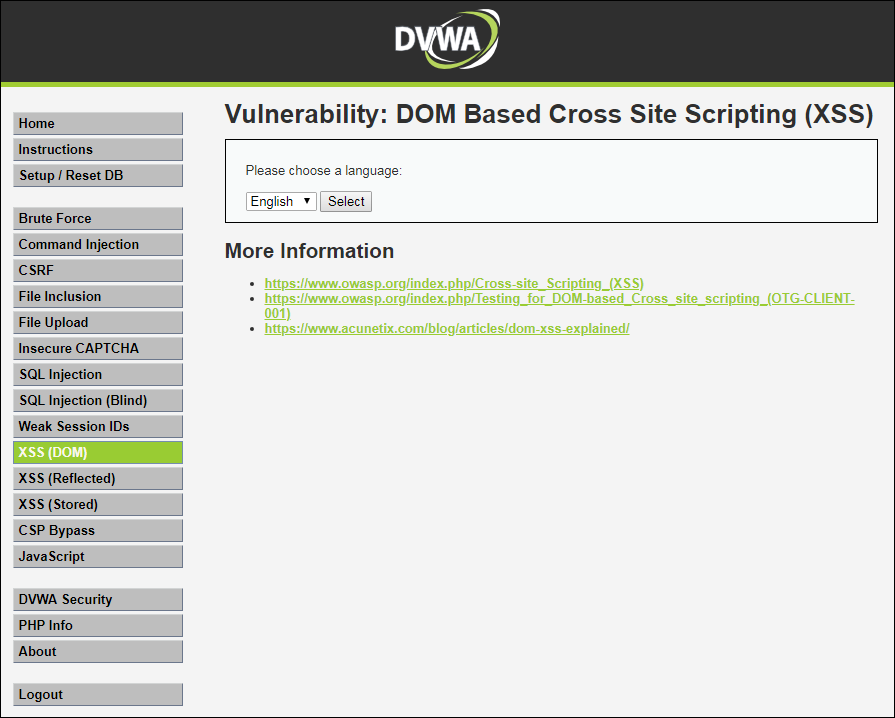 DVWA
Vulnerability: DOM Based Cross Site Scripting (XSS)
Home
Instructions
Setup / Reset DB
Brute Force
Command Injection
CSRF
File Inclusion
File Upload
Insecure CAPTCHA
SQL Injection
SQL Injection (Blind)
Weak Session IDs
XSS (DOM)
XSS (Reflected)
XSS (Stored)
CSP Bypass
JavaScript
DVWA Security
PHP Info
About
Logout
Please choose a language:
English ▼ Select
More Information
• https://www.owasp.org/index.php/Cross-site_Scripting_(XSS)
• https://www.owasp.org/index.php/Testing_for_DOM-based_Cross_site_scripting_(OTG-CLIENT-
001)
• https://www.acunetix.com/blog/articles/dom-xss-explained/